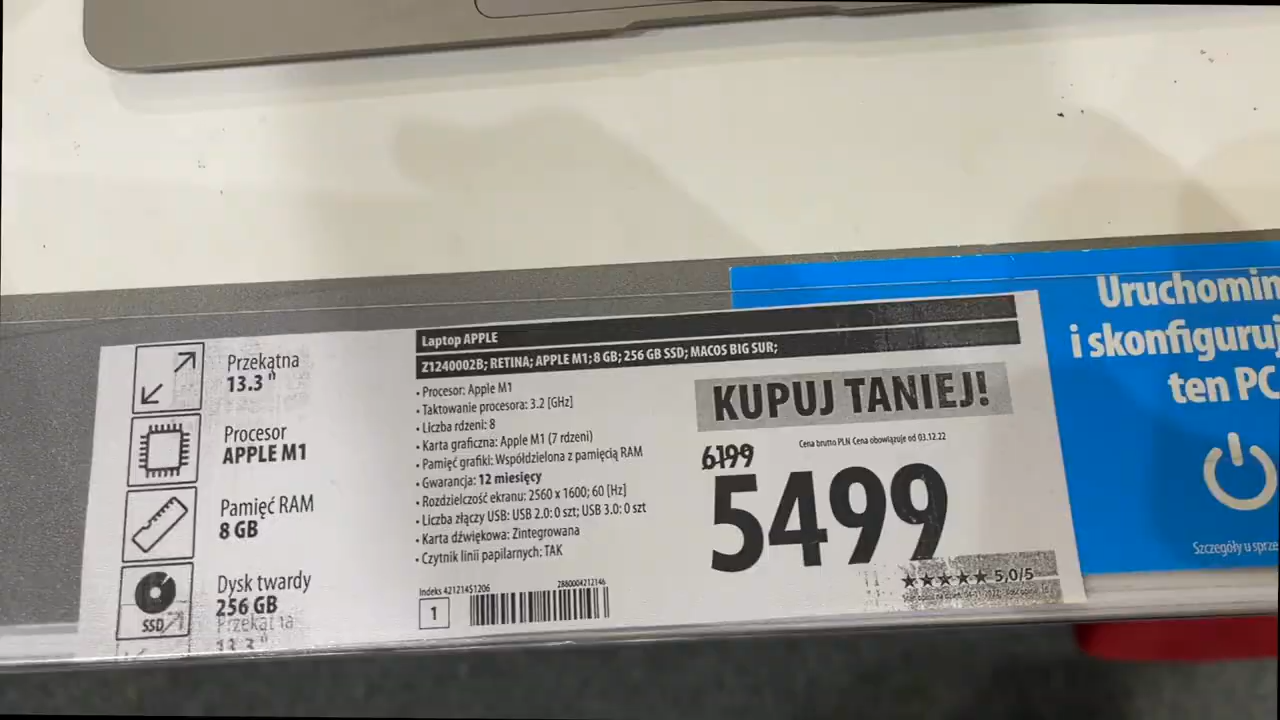 Laptop APPLE
Z1240002B; RETINA; APPLE M1; 8 GB; 256 GB SSD; MACOS BIG SUR;
Przekątna
13.3"
Procesor
APPLE M1
Pamięć RAM
8 GB
Dysk twardy
256 GB
SSD
Przekątna
13.3"
• Procesor: Apple M1
• Taktowanie procesora: 3.2 [GHz]
• Liczba rdzeni: 8
• Karta graficzna: Apple M1 (7 rdzeni)
• Pamięć grafiki: Współdzielona z pamięcią RAM
• Gwarancja: 12 miesięcy
• Rozdzielczość ekranu: 2560 x 1600; 60 [Hz]
• Liczba złączy USB: USB 2.0: 0 szt; USB 3.0: 0 szt
• Karta dźwiękowa: Zintegrowana
• Czytnik linii papilarnych: TAK
Indeks 42121451206
2880004212146
1
KUPUJ TANIEJ!
Cena brutto PLN Cena obowiązuje od 03.12.22
6199
5499
★★★★★ 5,0/5
Uruchomin
i skonfiguruj
ten PC
Szczegóły u sprze